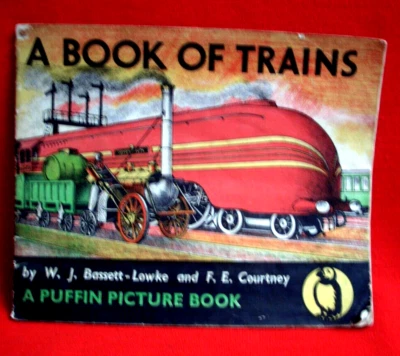 A BOOK OF TRAINS
by W. J. Bassett-Lowke and F. E. Courtney
A PUFFIN PICTURE BOOK